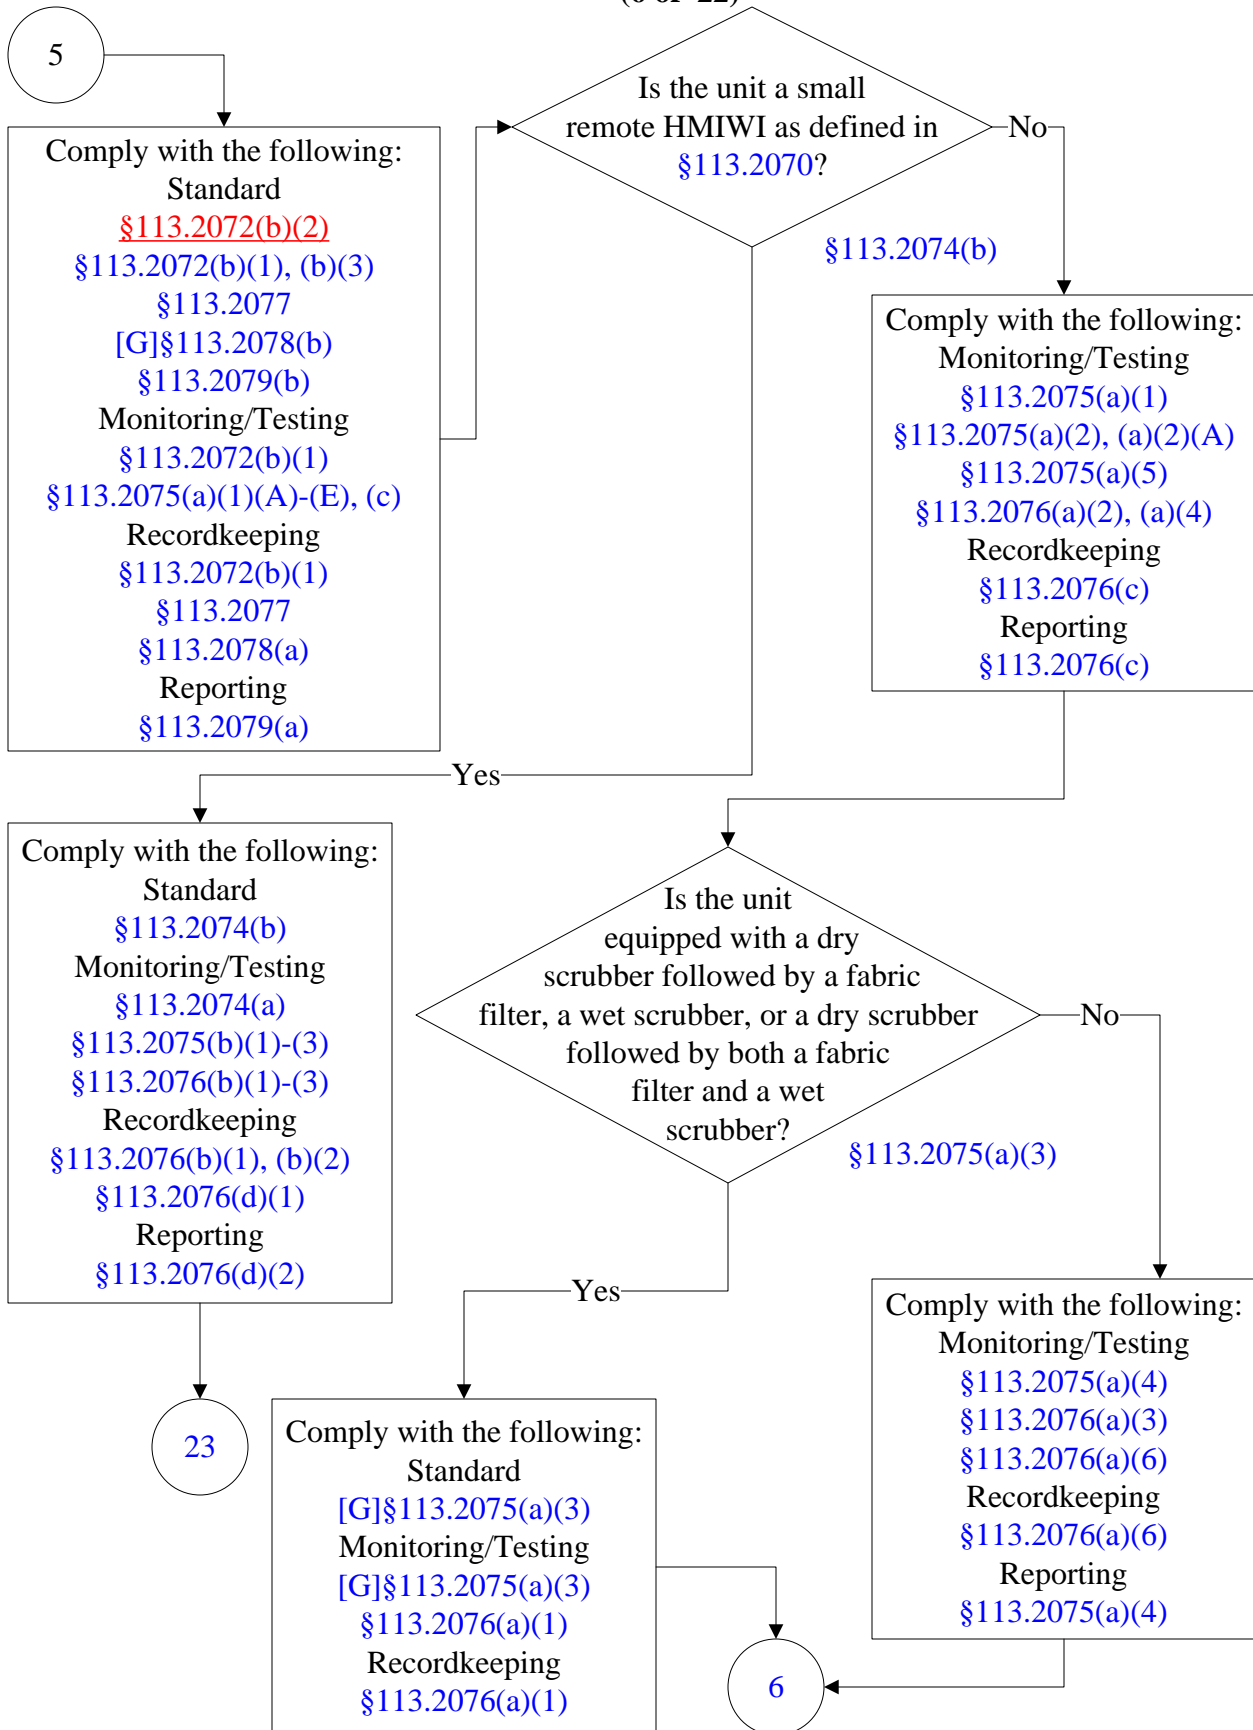 5
Comply with the following:
Standard
§113.2072(b)(2)
§113.2072(b)(1), (b)(3)
§113.2077
[G]§113.2078(b)
§113.2079(b)
Monitoring/Testing
§113.2072(b)(1)
§113.2075(a)(1)(A)-(E), (c)
Recordkeeping
§113.2072(b)(1)
§113.2077
§113.2078(a)
Reporting
§113.2079(a)
Is the unit a small
remote HMIWI as defined in
§113.2070?
No
§113.2074(b)
Comply with the following:
Monitoring/Testing
§113.2075(a)(1)
§113.2075(a)(2), (a)(2)(A)
§113.2075(a)(5)
§113.2076(a)(2), (a)(4)
Recordkeeping
§113.2076(c)
Reporting
§113.2076(c)
Yes
Comply with the following:
Standard
§113.2074(b)
Monitoring/Testing
§113.2074(a)
§113.2075(b)(1)-(3)
§113.2076(b)(1)-(3)
Recordkeeping
§113.2076(b)(1), (b)(2)
§113.2076(d)(1)
Reporting
§113.2076(d)(2)
23
Is the unit
equipped with a dry
scrubber followed by a fabric
filter, a wet scrubber, or a dry scrubber
followed by both a fabric
filter and a wet
scrubber?
No
§113.2075(a)(3)
Yes
Comply with the following:
Standard
[G]§113.2075(a)(3)
Monitoring/Testing
[G]§113.2075(a)(3)
§113.2076(a)(1)
Recordkeeping
§113.2076(a)(1)
Comply with the following:
Monitoring/Testing
§113.2075(a)(4)
§113.2076(a)(3)
§113.2076(a)(6)
Recordkeeping
§113.2076(a)(6)
Reporting
§113.2075(a)(4)
6